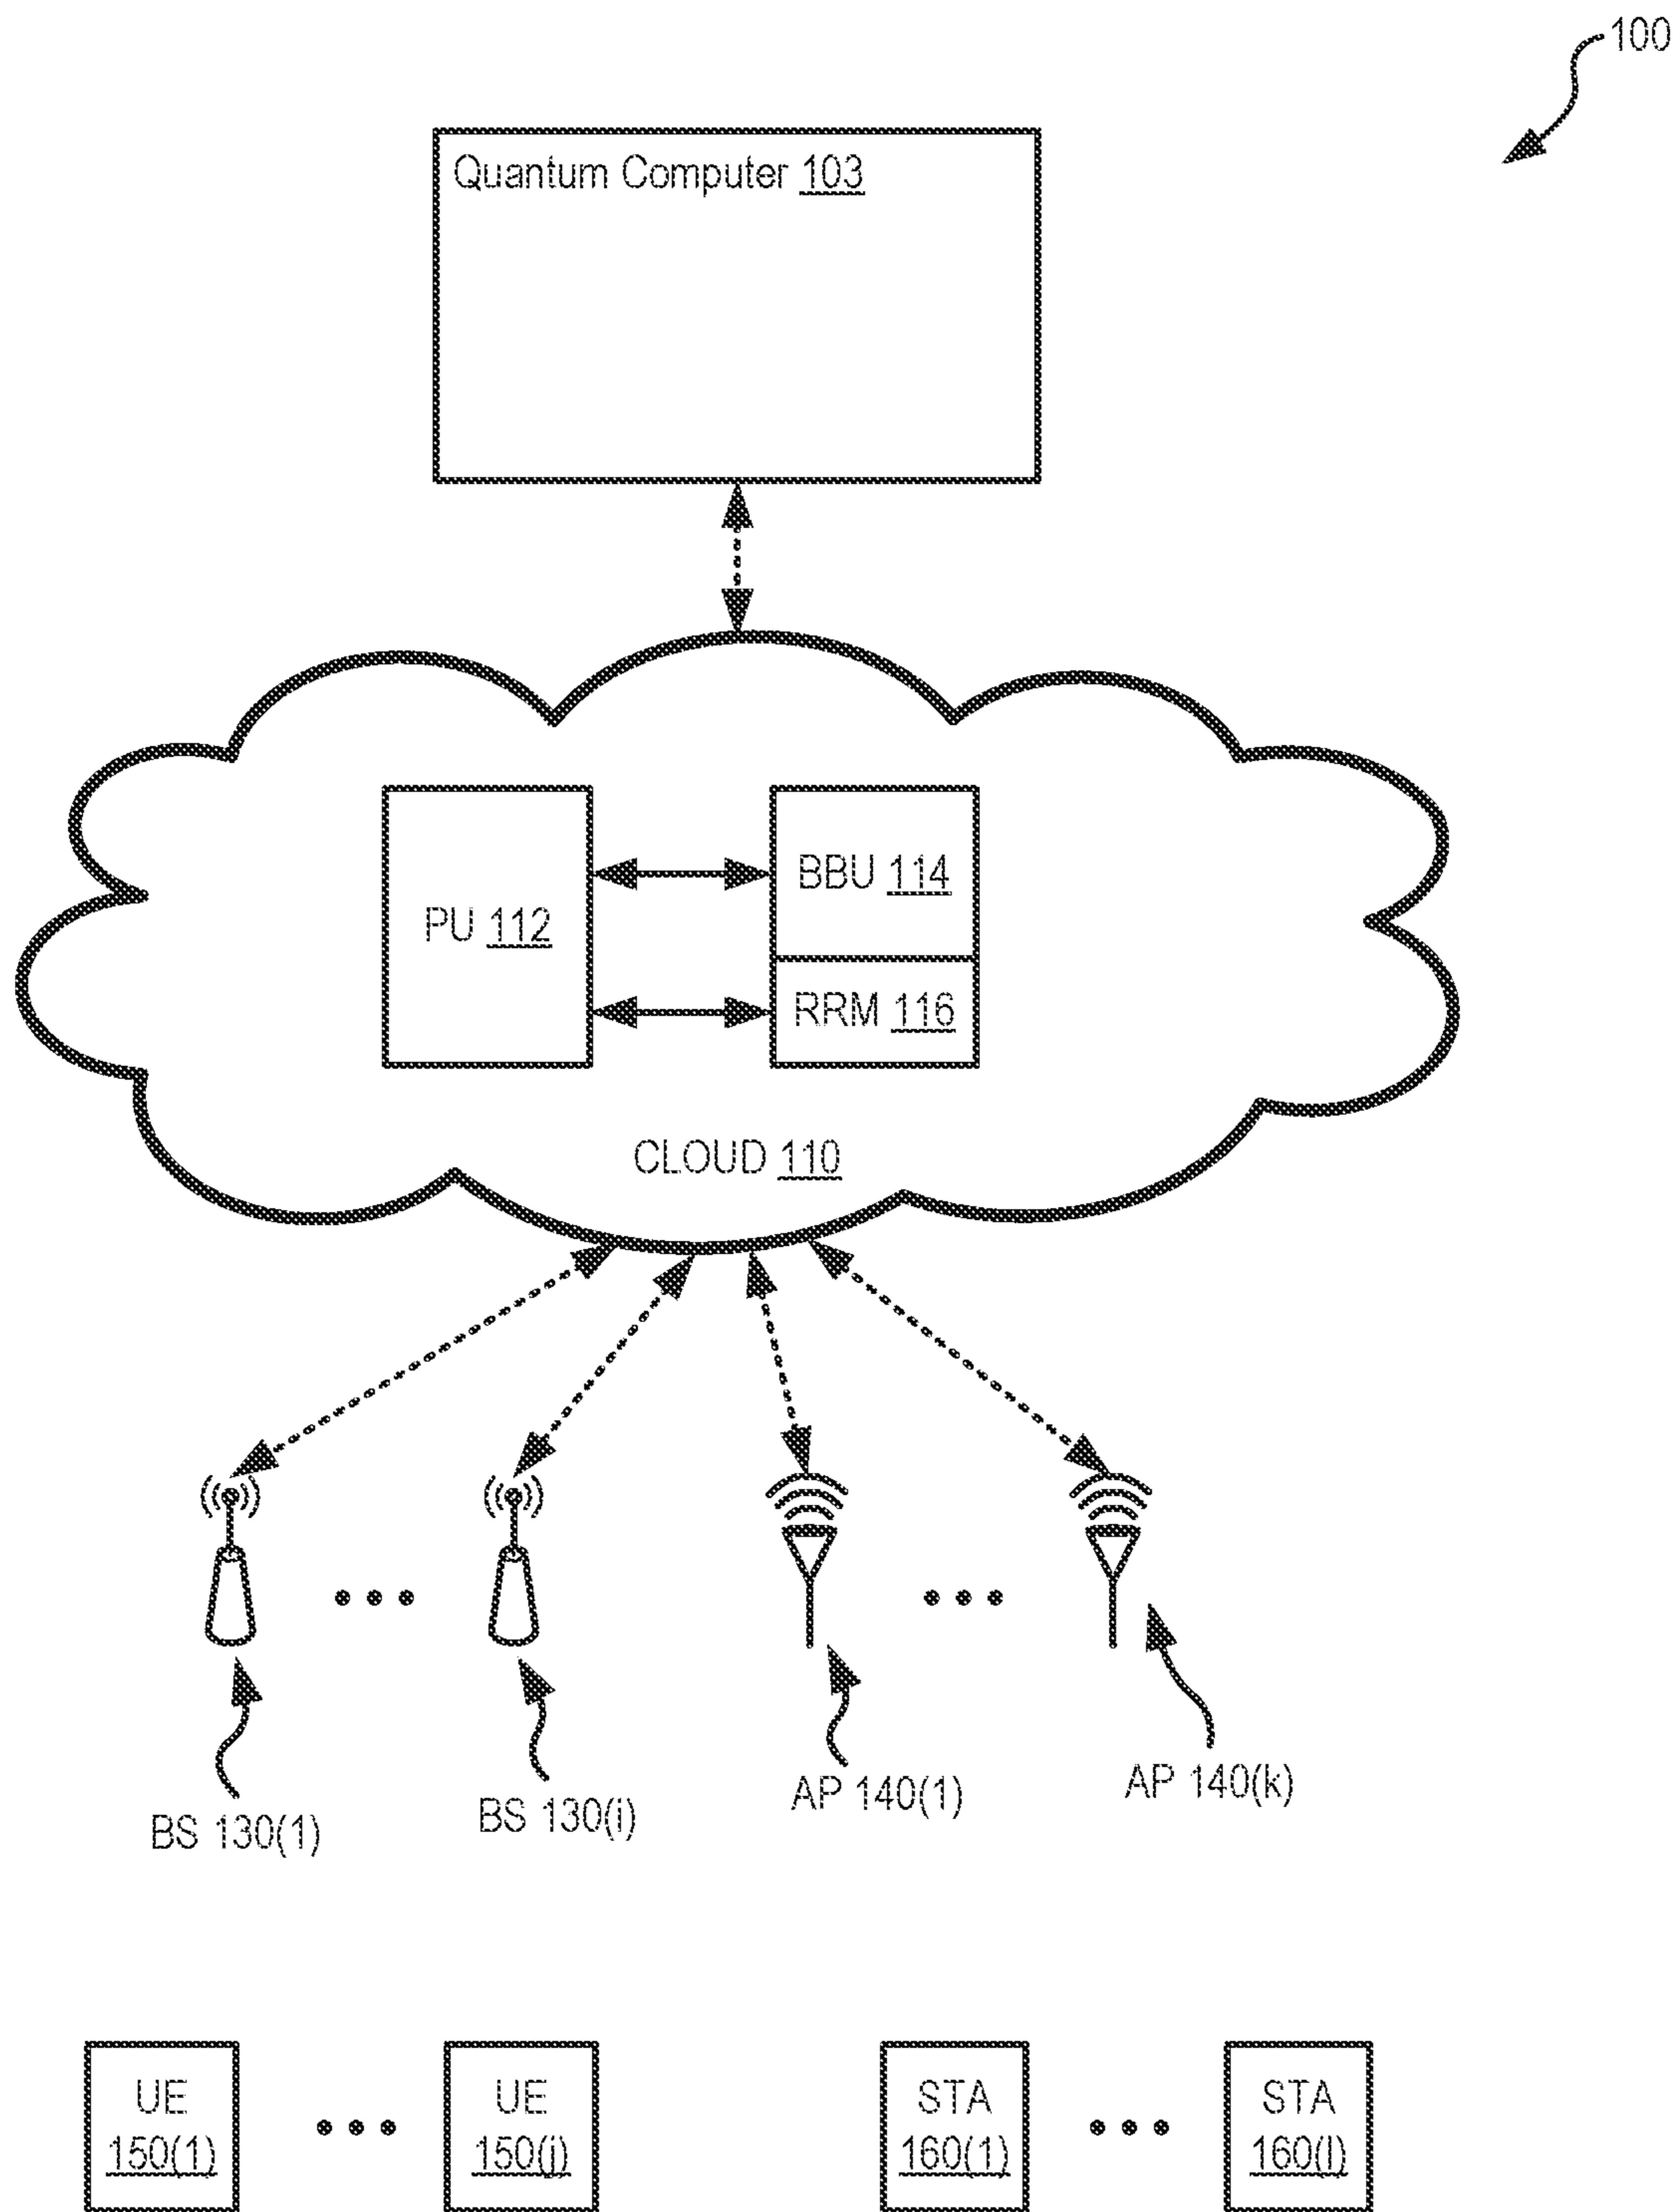 100
Quantum Computer 103
BBU 114
PU 112
RRM 116
CLOUD 110
BS 130(1)
BS 130(i)
AP 140(1)
AP 140(k)
UE
150(1)
UE
150(j)
STA
160(1)
STA
160(l)